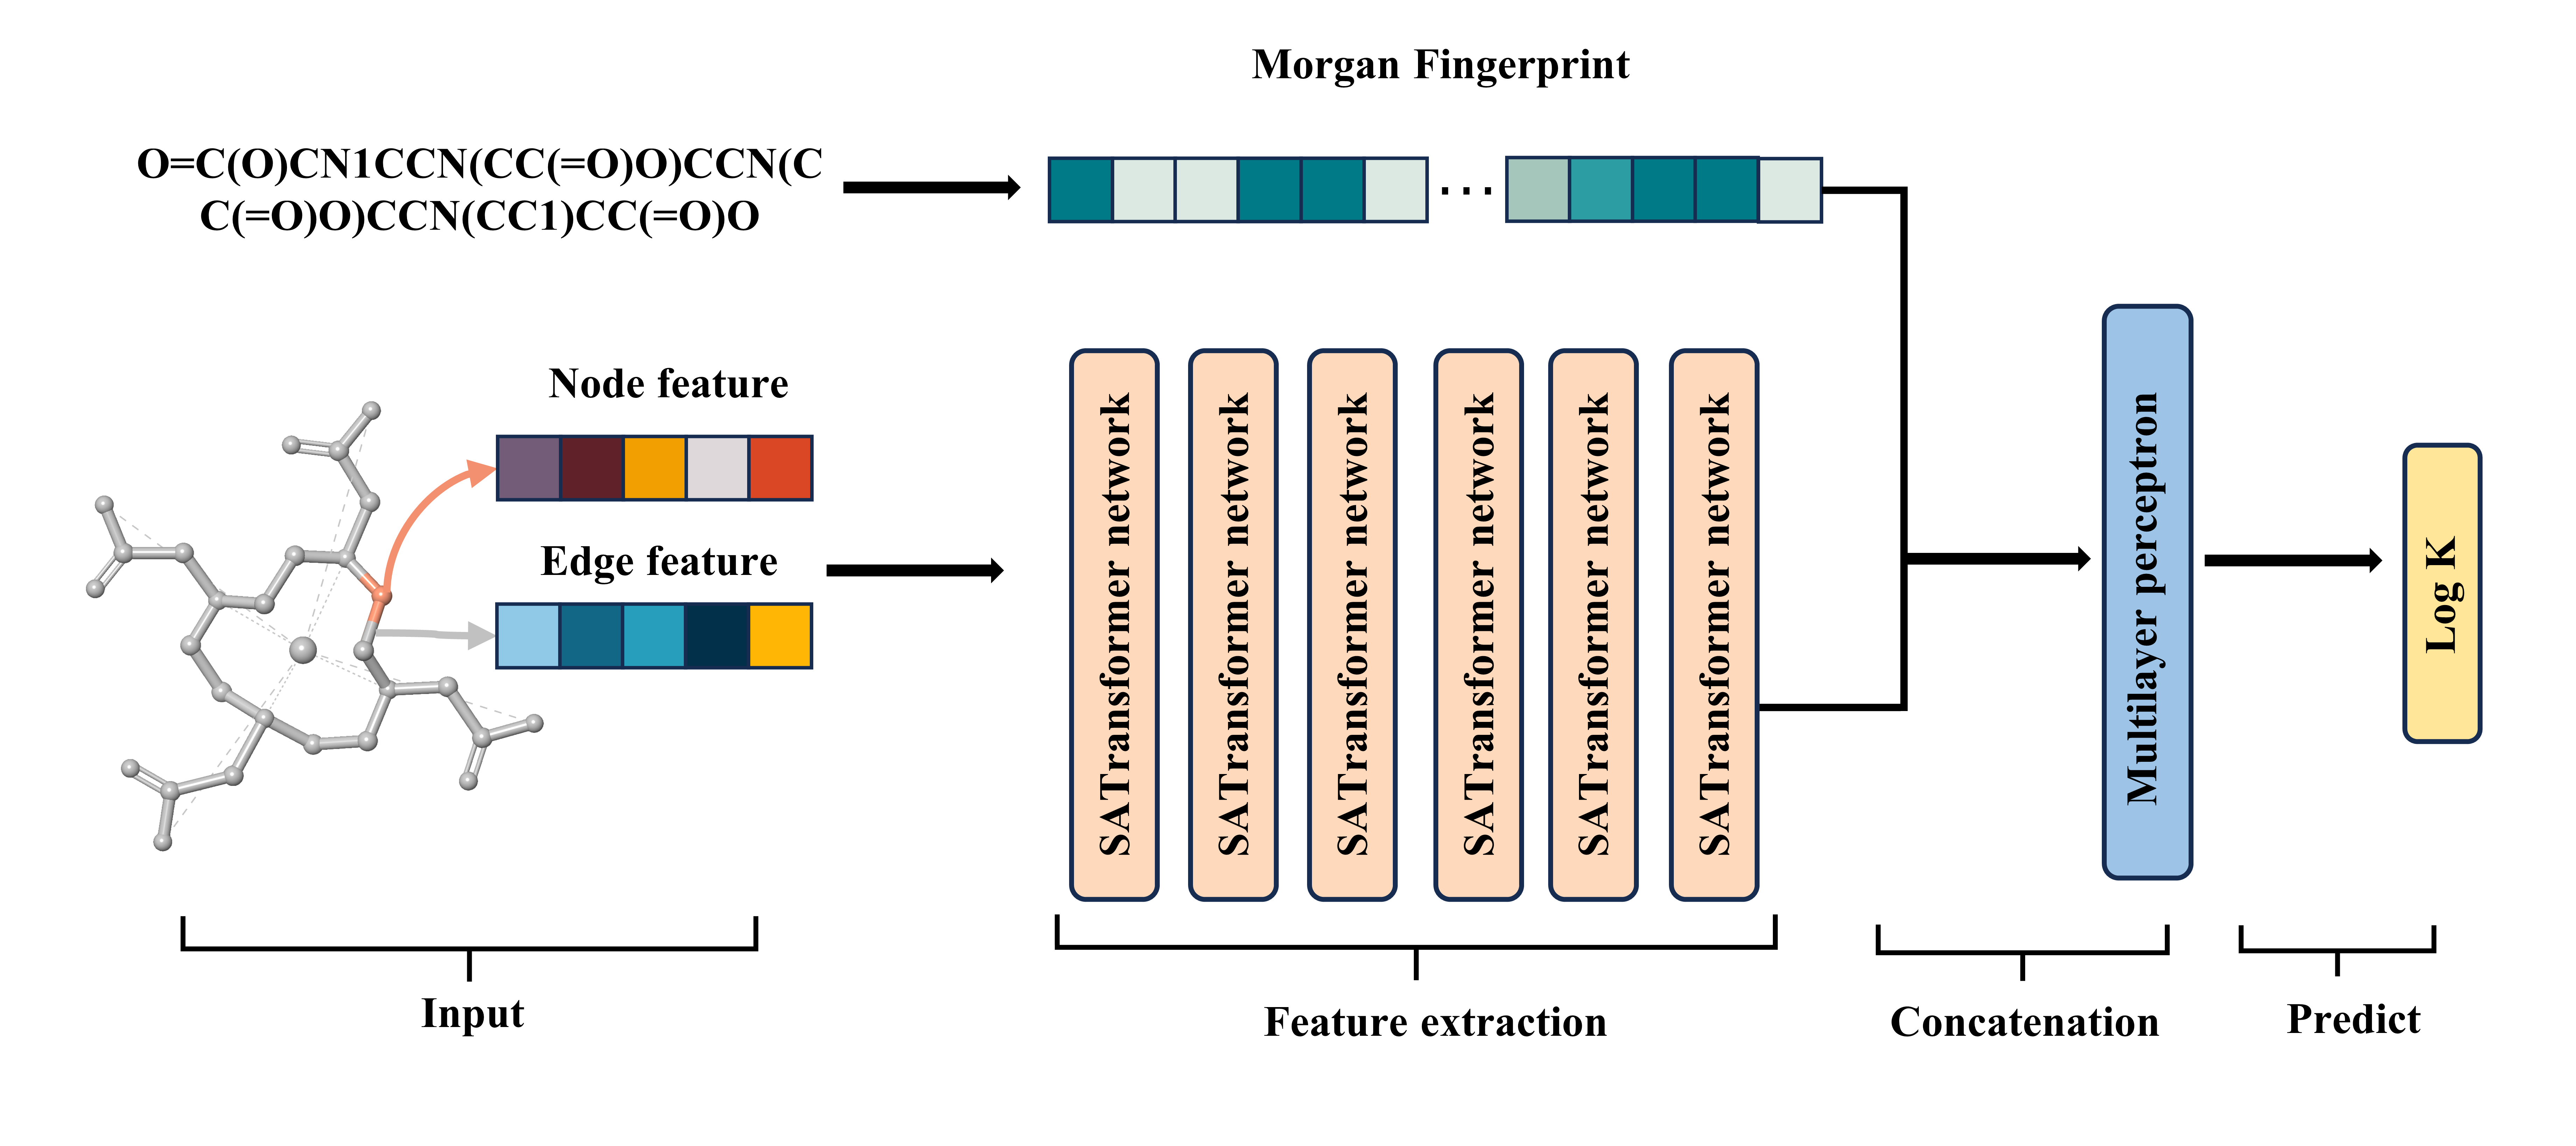 Morgan Fingerprint
O=C(O)CN1CCN(CC(=O)O)CCN(C
C(=O)O)CCN(CC1)CC(=O)O
...
Node feature
Edge feature
SATransformer network
SATransformer network
SATransformer network
SATransformer network
SATransformer network
SATransformer network
Multilayer perceptron
Log K
Input
Feature extraction
Concatenation
Predict